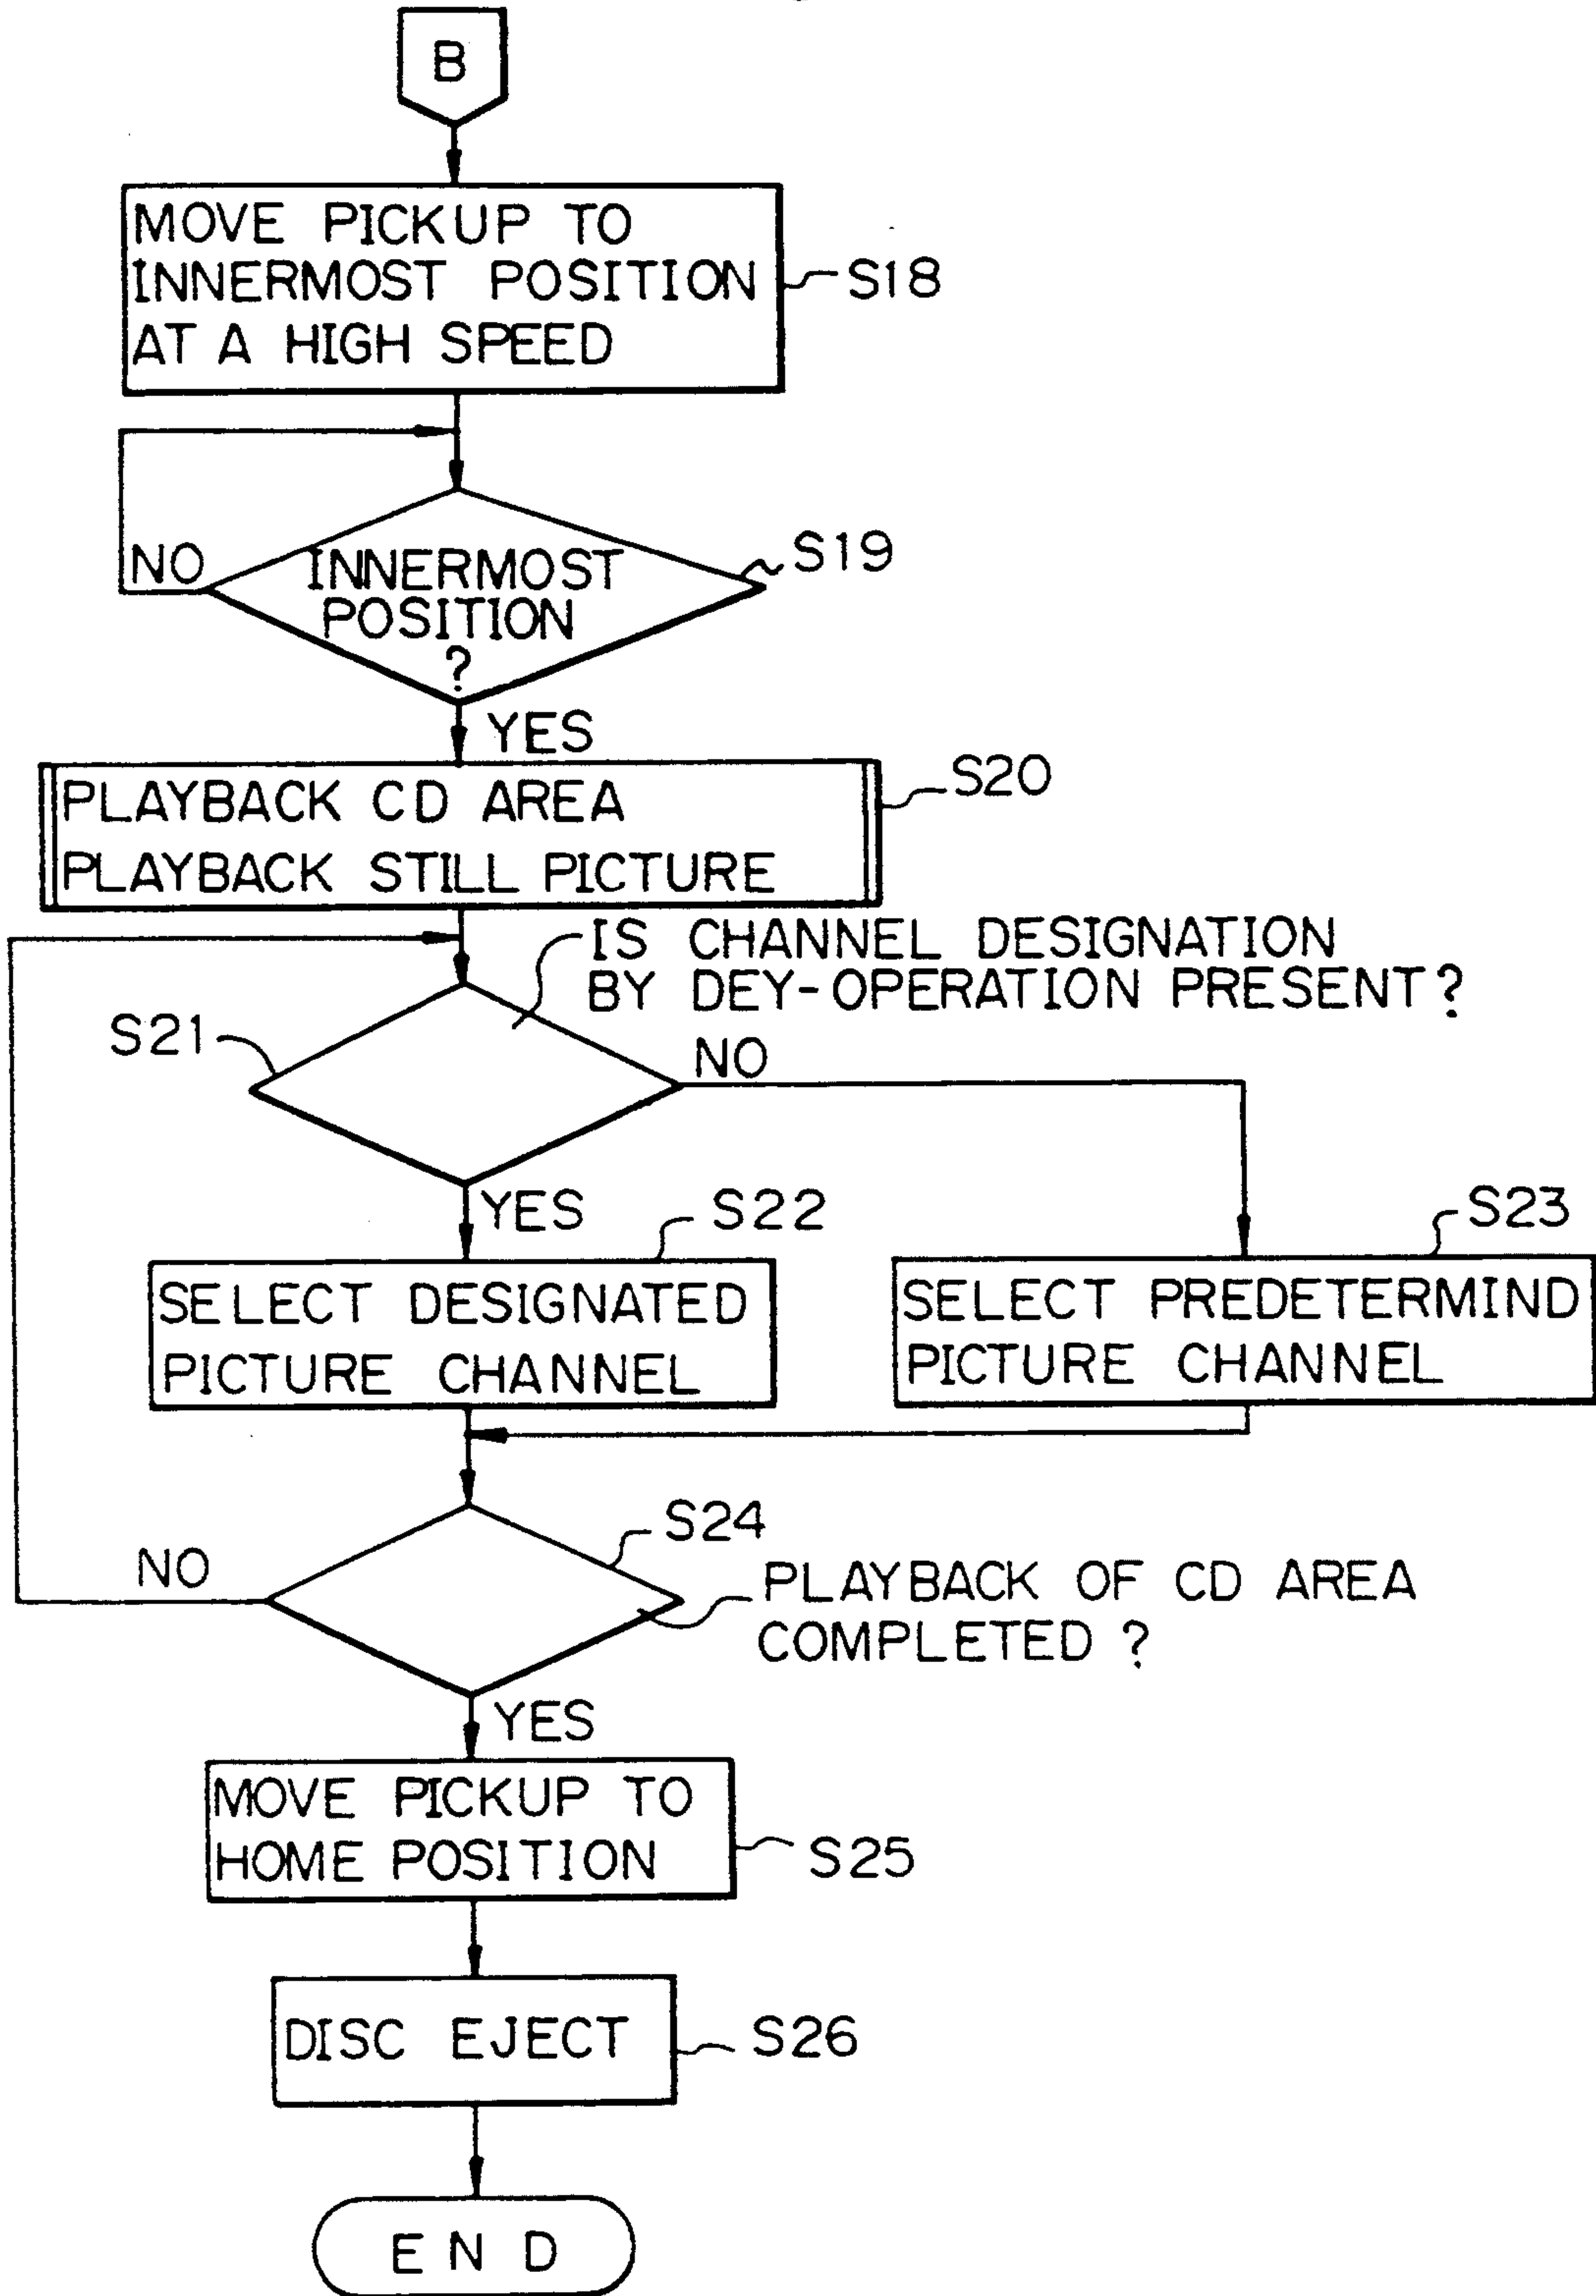 B
MOVE PICKUP TO
INNERMOST POSITION
AT A HIGH SPEED
S18
NO
INNERMOST
POSITION
?
S19
YES
PLAYBACK CD AREA
PLAYBACK STILL PICTURE
S20
IS CHANNEL DESIGNATION
BY DEY-OPERATION PRESENT?
S21
NO
YES
S22
S23
SELECT DESIGNATED
PICTURE CHANNEL
SELECT PREDETERMIND
PICTURE CHANNEL
S24
NO
PLAYBACK OF CD AREA
COMPLETED ?
YES
MOVE PICKUP TO
HOME POSITION
S25
DISC EJECT
S26
END